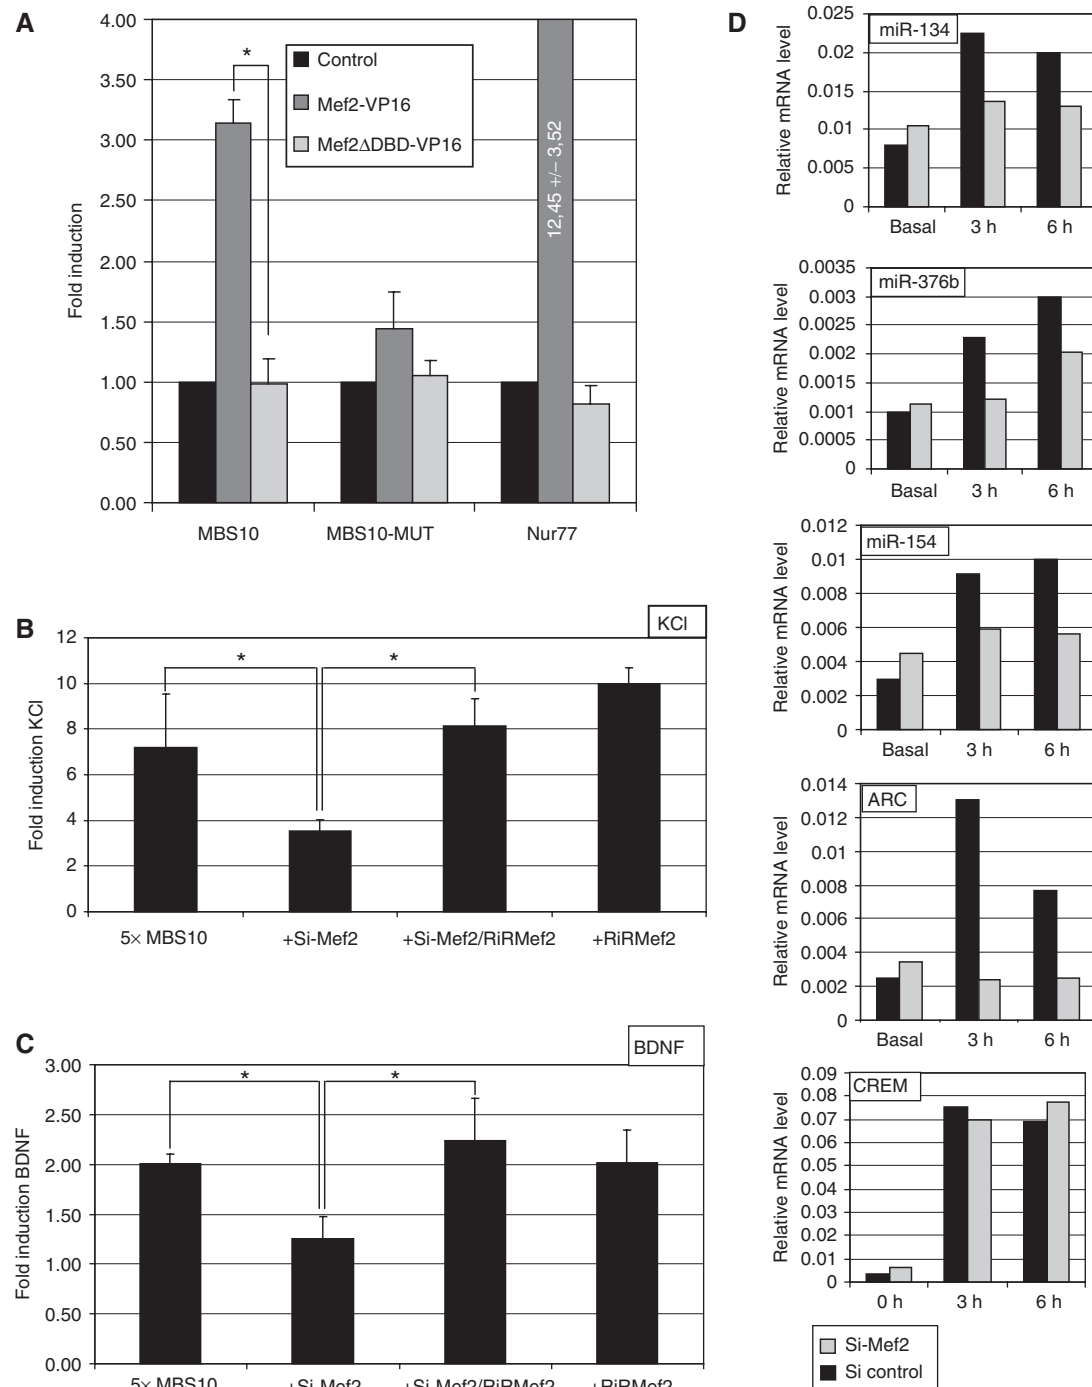 A
Fold induction
4.00
3.50
3.00
2.50
2.00
1.50
1.00
0.50
0.00
*
Control
Mef2-VP16
Mef2ΔDBD-VP16
12,45 +/− 3,52
MBS10
MBS10-MUT
Nur77
B
KCl
Fold induction KCl
12
10
8
6
4
2
0
*
*
5× MBS10
+Si-Mef2
+Si-Mef2/RiRMef2
+RiRMef2
C
BDNF
Fold induction BDNF
3.00
2.50
2.00
1.50
1.00
0.50
0.00
*
*
5× MBS10
+Si-Mef2
+Si-Mef2/RiRMef2
+RiRMef2
D
miR-134
Relative mRNA level
0.025
0.02
0.015
0.01
0.005
0
Basal
3 h
6 h
miR-376b
Relative mRNA level
0.0035
0.003
0.0025
0.002
0.0015
0.001
0.0005
0
Basal
3 h
6 h
miR-154
Relative mRNA level
0.012
0.01
0.008
0.006
0.004
0.002
0
Basal
3 h
6 h
ARC
Relative mRNA level
0.014
0.012
0.01
0.008
0.006
0.004
0.002
0
Basal
3 h
6 h
CREM
Relative mRNA level
0.09
0.08
0.07
0.06
0.05
0.04
0.03
0.02
0.01
0
0 h
3 h
6 h
Si-Mef2
Si control